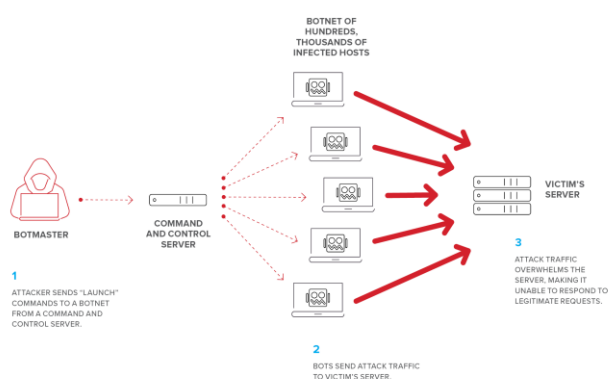 BOTNET OF
HUNDREDS,
THOUSANDS OF
INFECTED HOSTS
BOTMASTER
COMMAND
AND CONTROL
SERVER
VICTIM'S
SERVER
1
ATTACKER SENDS "LAUNCH"
COMMANDS TO A BOTNET
FROM A COMMAND AND
CONTROL SERVER.
2
BOTS SEND ATTACK TRAFFIC
TO VICTIM'S SERVER.
3
ATTACK TRAFFIC
OVERWHELMS THE
SERVER, MAKING IT
UNABLE TO RESPOND TO
LEGITIMATE REQUESTS.